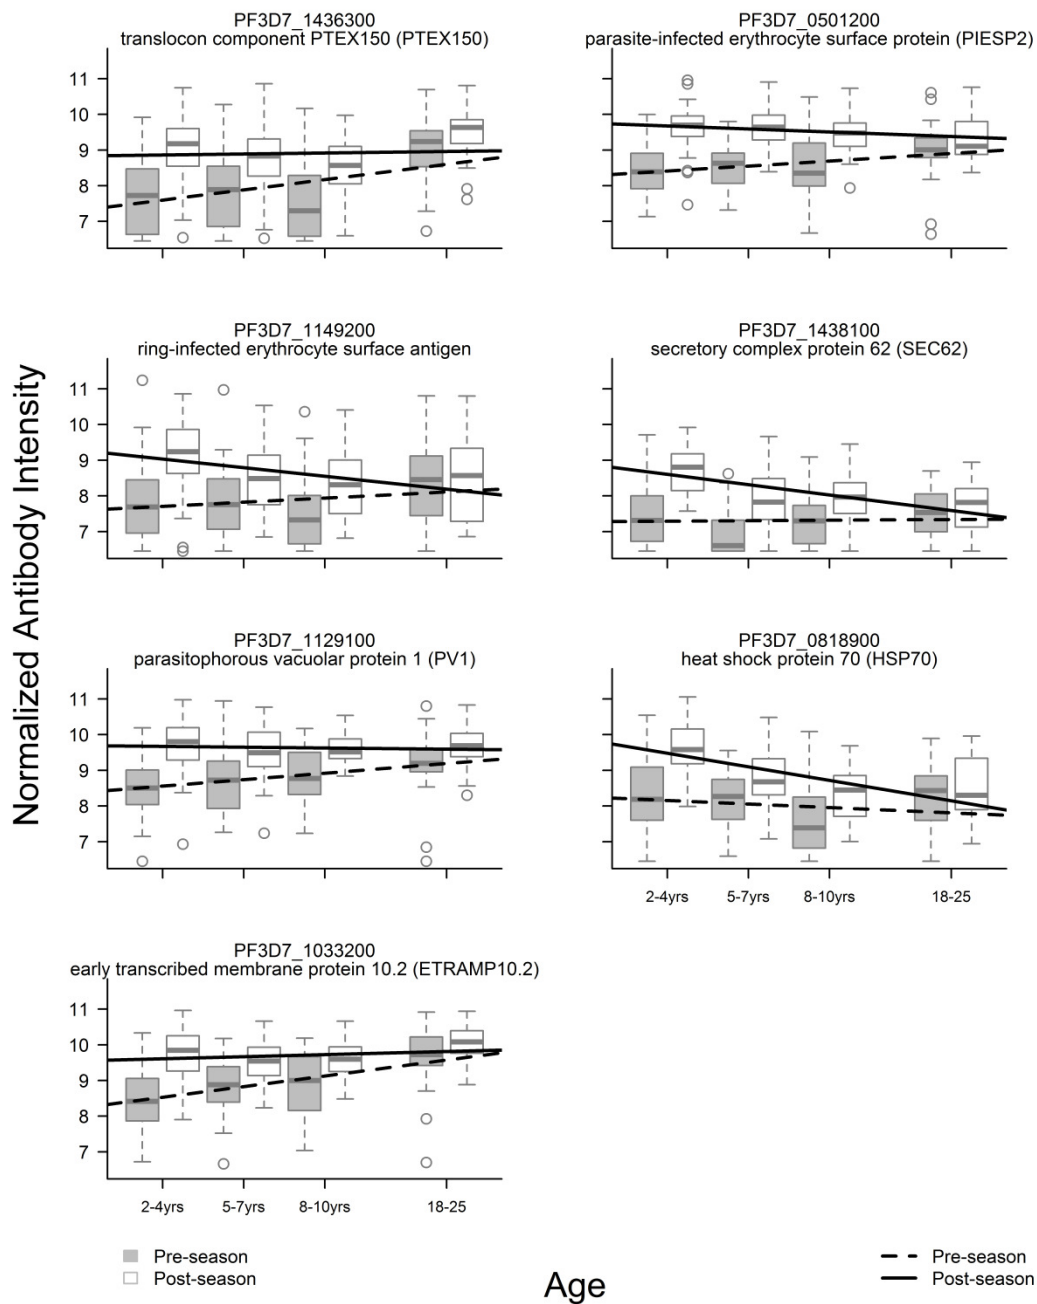 PF3D7_1436300
translocon component PTEX150 (PTEX150)
11
10
9
8
7
PF3D7_0501200
parasite-infected erythrocyte surface protein (PIESP2)
11
10
9
8
7
PF3D7_1149200
ring-infected erythrocyte surface antigen
11
10
9
8
7
PF3D7_1438100
secretory complex protein 62 (SEC62)
11
10
9
8
7
Normalized Antibody Intensity
PF3D7_1129100
parasitophorous vacuolar protein 1 (PV1)
11
10
9
8
7
PF3D7_0818900
heat shock protein 70 (HSP70)
11
10
9
8
7
2-4yrs 5-7yrs 8-10yrs 18-25
PF3D7_1033200
early transcribed membrane protein 10.2 (ETRAMP10.2)
11
10
9
8
7
2-4yrs 5-7yrs 8-10yrs 18-25
Pre-season
Post-season
Age
Pre-season
Post-season